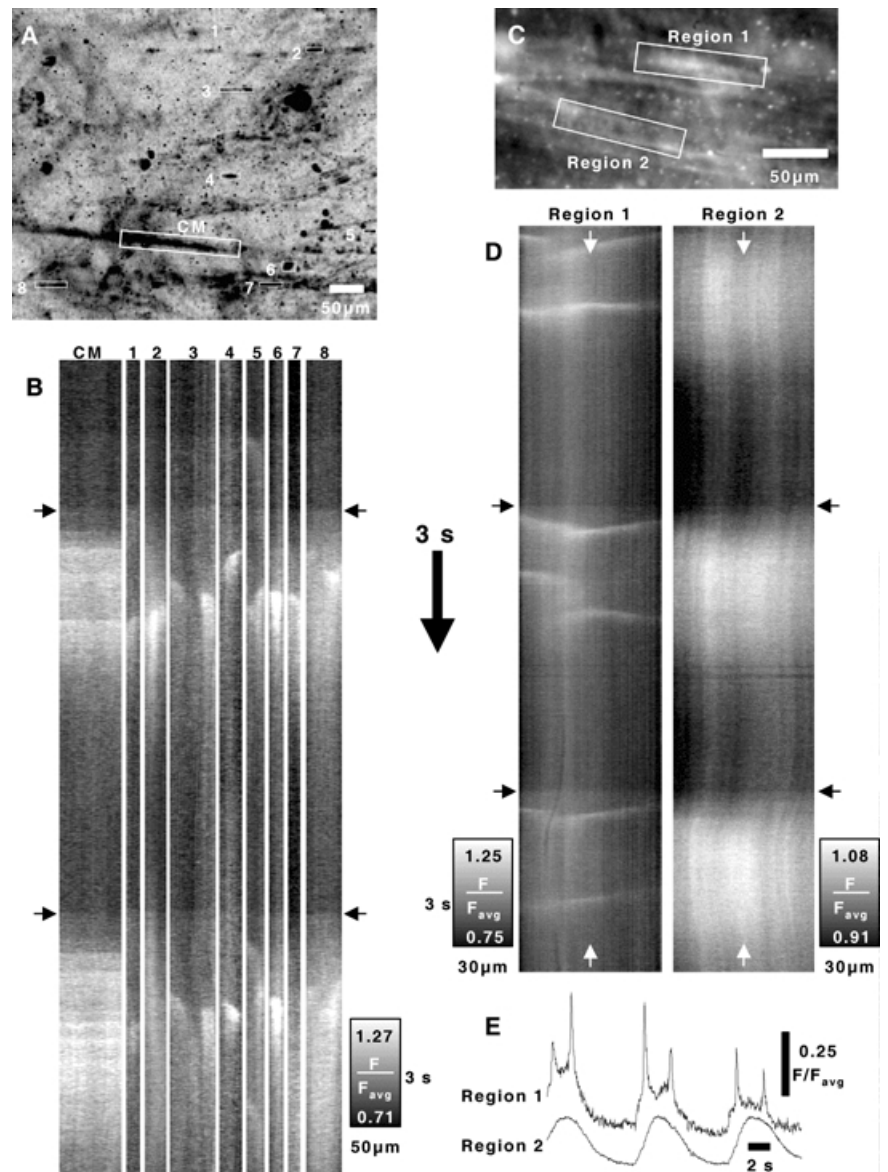 A
1
2
3
4
CM
5
6
7
8
50µm
C
Region 1
Region 2
50µm
B
CM 1 2 3 4 5 6 7 8
3 s
1.27
F
Favg
0.71
3 s
50µm
D
Region 1 Region 2
1.25
F
Favg
0.75
3 s
30µm
1.08
F
Favg
0.91
30µm
E
Region 1
Region 2
0.25
F/Favg
2 s